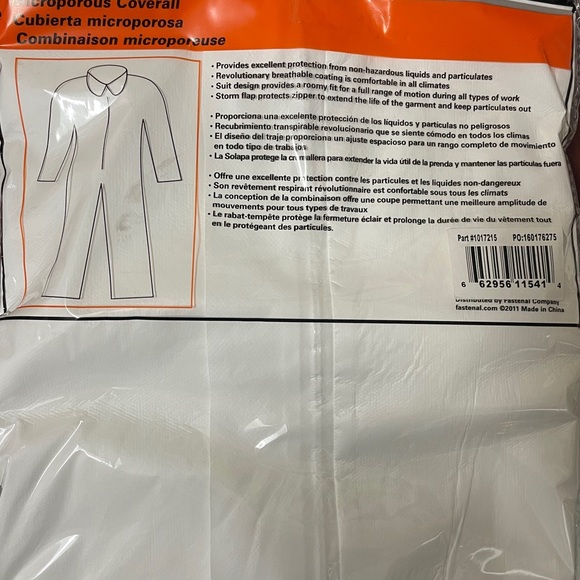 Microporous Coverall
Cubierta microporosa
Combinaison microporeuse
• Provides excellent protection from non-hazardous liquids and particulates
• Revolutionary breathable coating is comfortable in all climates
• Suit design provides a roomy fit for a full range of motion during all types of work
• Storm flap protects zipper to extend the life of the garment and keep particulates out
• Proporciona una excelente protección de los líquidos y partículas no peligrosos
• Recubrimiento transpirable revolucionario que se siente cómodo en todos los climas
• El diseño del traje proporciona un ajuste espacioso para un rango completo de movimiento
en todo tipo de trabajos
• La Solapa protege la cremallera para extender la vida útil de la prenda y mantener las partículas fuera
• Offre une excellente protection contre les particules et les liquides non-dangereux
• Son revêtement respirant révolutionnaire est confortable sous tous les climats
• La conception de la combinaison offre une coupe permettant une meilleure amplitude de
mouvements pour tous types de travaux
• Le rabat-tempête protège la fermeture éclair et prolonge la durée de vie du vêtement tout
en le protégeant des particules.
Part #1017215 PO:160176275
6 62956 11541 4
Distributed by Fastenal Company
fastenal.com ©2011 Made in China